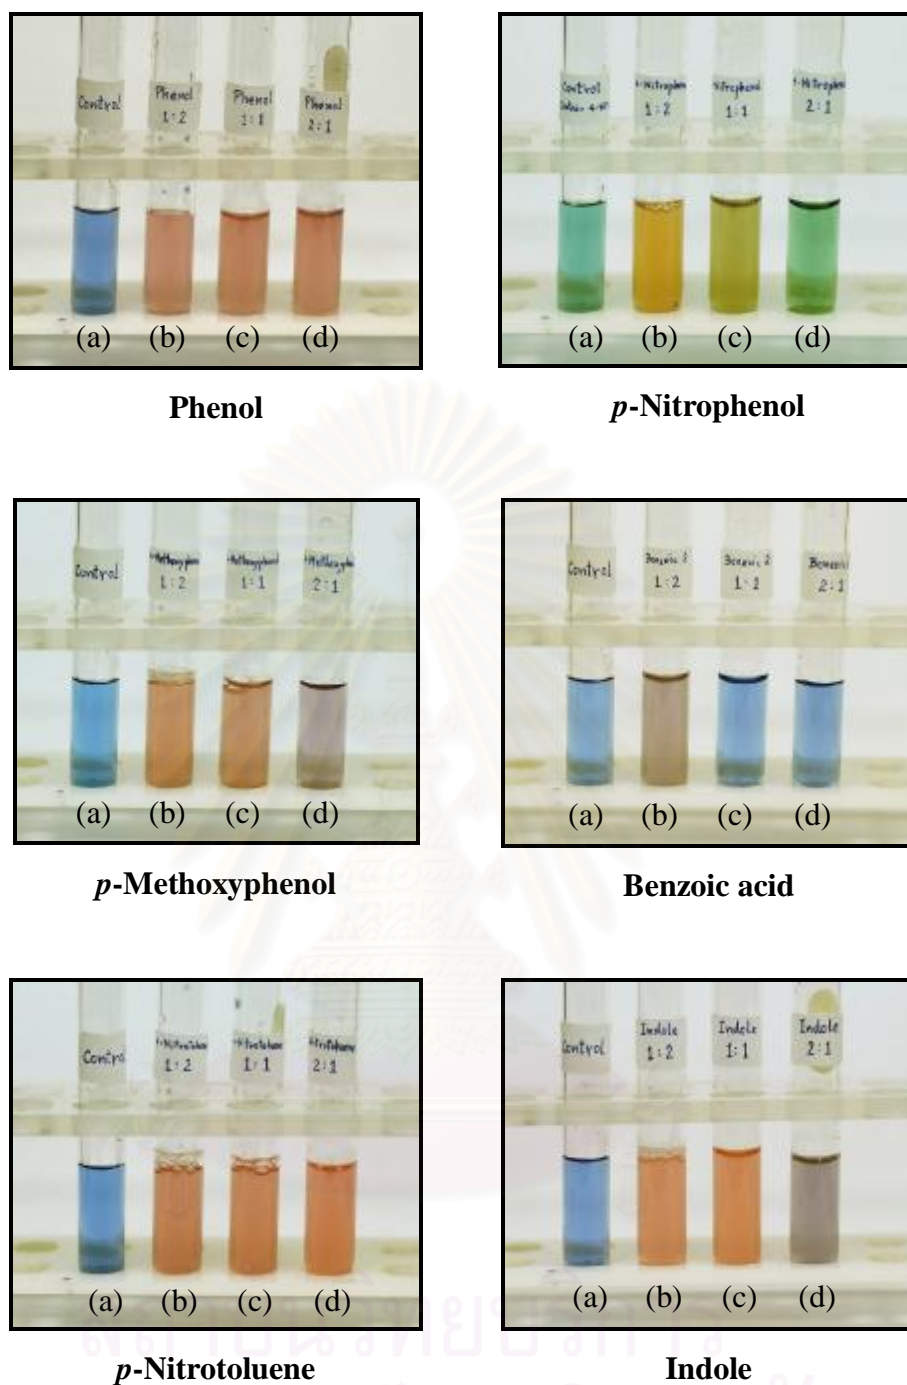 Control
Phenol
1:2
Phenol
1:1
Phenol
2:1
(a) (b) (c) (d)
Phenol
Control
1:2
1:1
2:1
(a) (b) (c) (d)
p-Nitrophenol
Control
1:2
1:1
2:1
(a) (b) (c) (d)
p-Methoxyphenol
Control
1:2
1:2
2:1
(a) (b) (c) (d)
Benzoic acid
Control
1:2
1:1
2:1
(a) (b) (c) (d)
p-Nitrotoluene
Control
Indole
1:2
Indole
1:1
Indole
2:1
(a) (b) (c) (d)
Indole